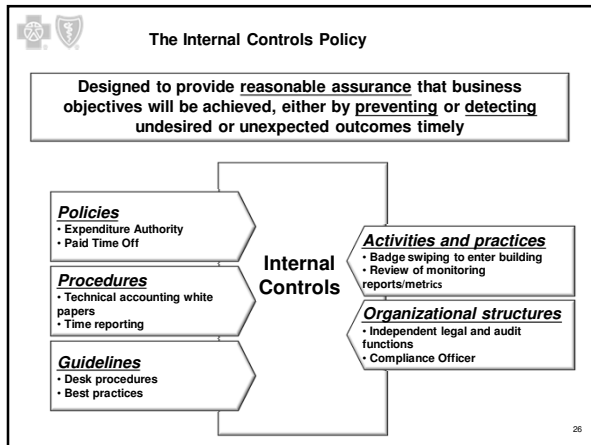 The Internal Controls Policy
Designed to provide reasonable assurance that business
objectives will be achieved, either by preventing or detecting
undesired or unexpected outcomes timely
Policies
• Expenditure Authority
• Paid Time Off
Procedures
• Technical accounting white
papers
• Time reporting
Guidelines
• Desk procedures
• Best practices
Internal
Controls
Activities and practices
• Badge swiping to enter building
• Review of monitoring
reports/metrics
Organizational structures
• Independent legal and audit
functions
• Compliance Officer
26